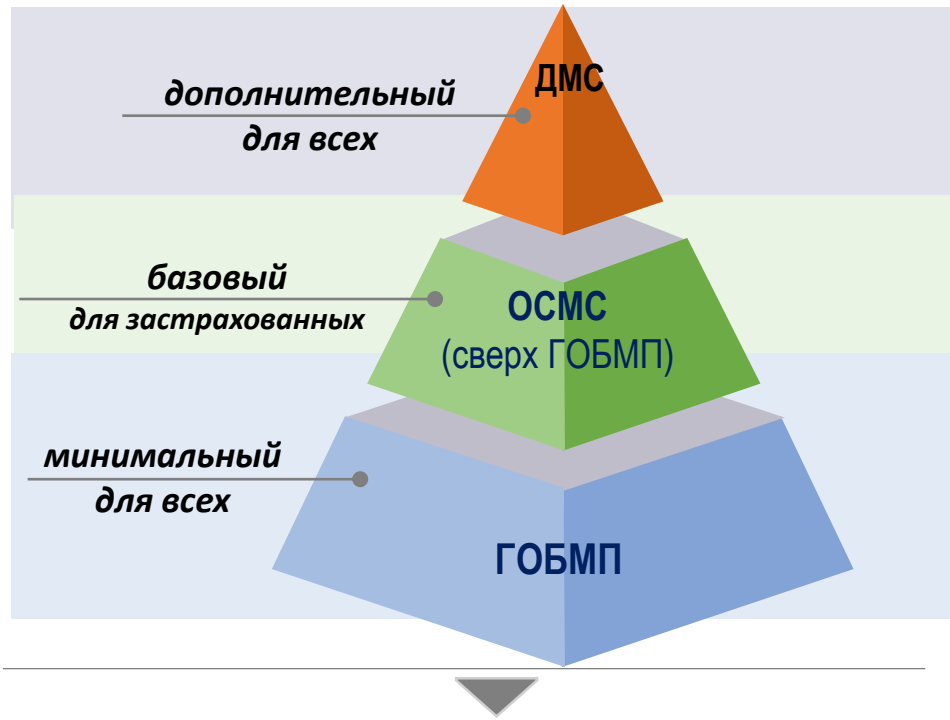 ДМС
дополнительный
для всех
базовый
для застрахованных
ОСМС
(сверх ГОБМП)
минимальный
для всех
ГОБМП